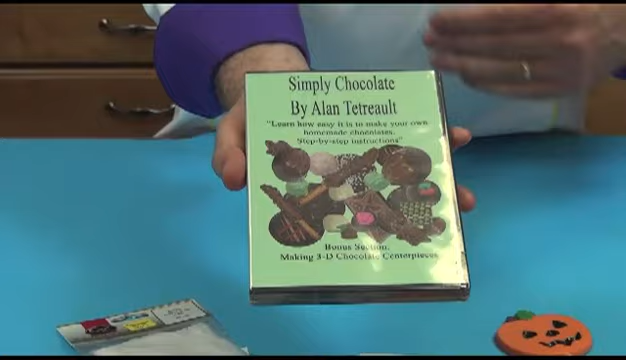 Simply Chocolate
By Alan Tetreault
"Learn how easy it is to make your own
homemade chocolates.
Step-by-step instructions"
Bonus Section:
Making 3-D Chocolate Centerpieces